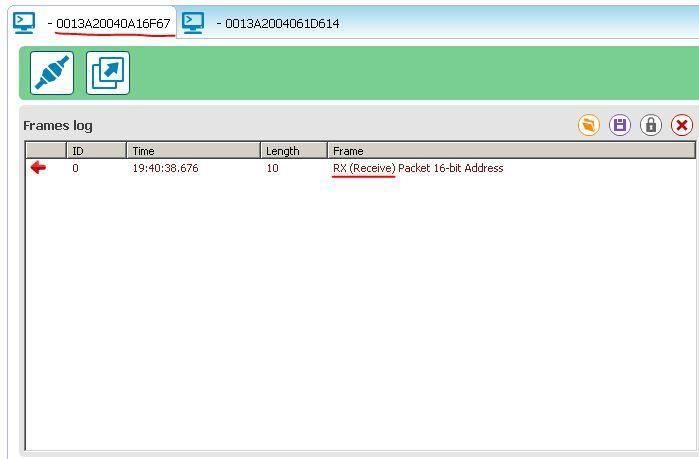 - 0013A20040A16F67 - 0013A2004061D614
Frames log
ID Time Length Frame
0 19:40:38.676 10 RX (Receive) Packet 16-bit Address